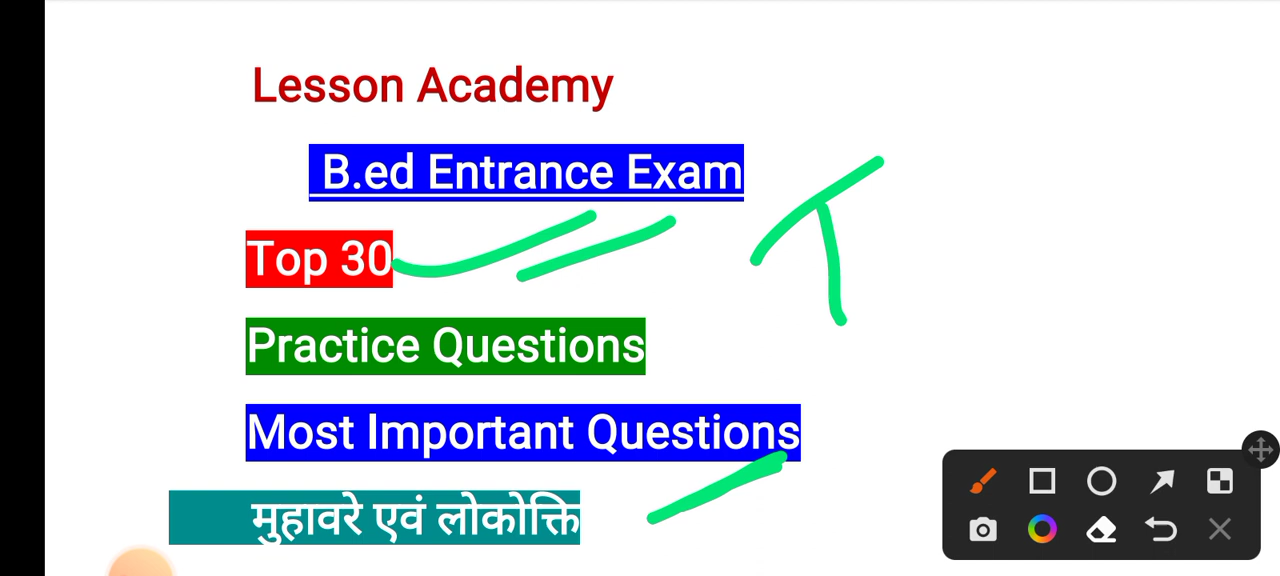 Lesson Academy
B.ed Entrance Exam
Top 30
Practice Questions
Most Important Questions
मुहावरे एवं लोकोक्ति